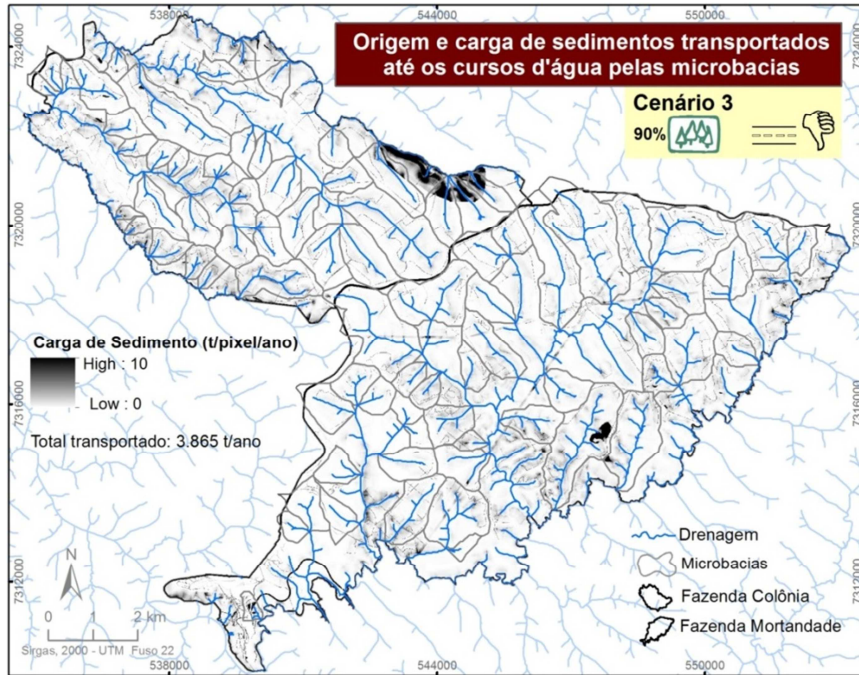 538000
544000
550000
7324000
7324000
Origem e carga de sedimentos transportados
até os cursos d'água pelas microbacias
Cenário 3
90%
7320000
7320000
Carga de Sedimento (t/pixel/ano)
High : 10
Low : 0
Total transportado: 3.865 t/ano
7316000
7316000
Drenagem
Microbacias
Fazenda Colônia
Fazenda Mortandade
N
0 1 2 km
Sirgas, 2000 - UTM Fuso 22
7312000
7312000
538000
544000
550000